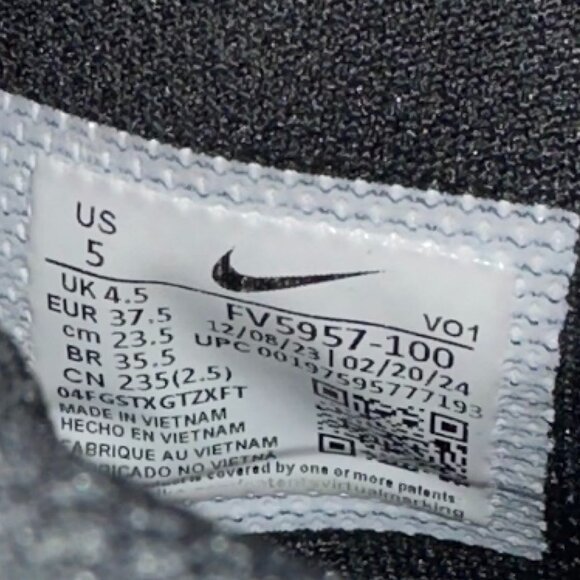 US
5
VO1
UK 4.5
EUR 37.5
cm 23.5
BR 35.5
CN 235(2.5)
FV5957-100
12/08/23 | 02/20/24
UPC 00197595777193
04FGSTXGTZXFT
MADE IN VIETNAM
HECHO EN VIETNAM
FABRIQUE AU VIETNAM
NO VIETNA
covered by one or more patents